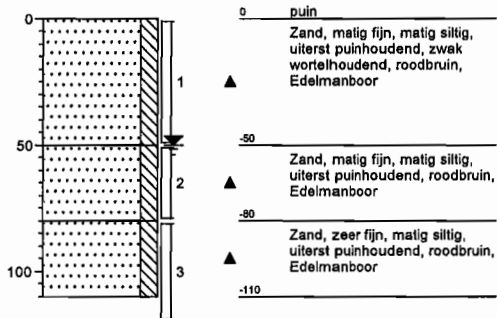 0
50
100
1
2
3
0 puin
Zand, matig fijn, matig siltig,
uiterst puinhoudend, zwak
wortelhoudend, roodbruin,
Edelmanboor
-50
Zand, matig fijn, matig siltig,
uiterst puinhoudend, roodbruin,
Edelmanboor
-80
Zand, zeer fijn, matig siltig,
uiterst puinhoudend, roodbruin,
Edelmanboor
-110